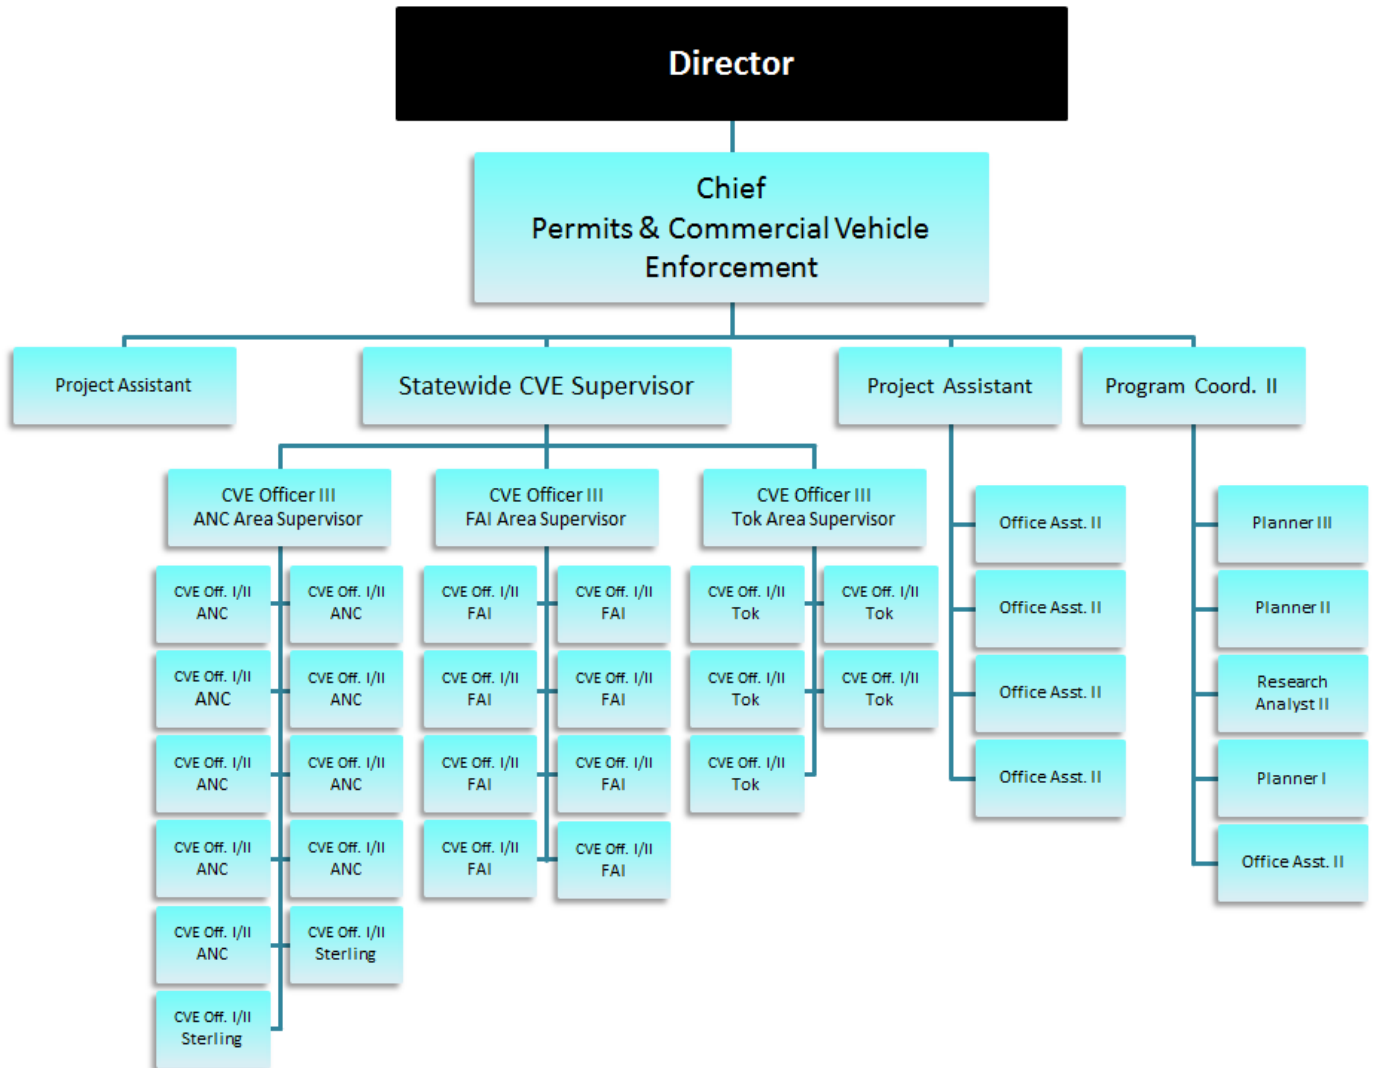 Director
Chief
Permits & Commercial Vehicle
Enforcement
Project Assistant
Statewide CVE Supervisor
Project Assistant
Program Coord. II
CVE Officer III
ANC Area Supervisor
CVE Officer III
FAI Area Supervisor
CVE Officer III
Tok Area Supervisor
CVE Off. I/II
ANC
CVE Off. I/II
ANC
CVE Off. I/II
ANC
CVE Off. I/II
ANC
CVE Off. I/II
ANC
CVE Off. I/II
ANC
CVE Off. I/II
ANC
CVE Off. I/II
ANC
CVE Off. I/II
ANC
CVE Off. I/II
Sterling
CVE Off. I/II
Sterling
CVE Off. I/II
FAI
CVE Off. I/II
FAI
CVE Off. I/II
FAI
CVE Off. I/II
FAI
CVE Off. I/II
FAI
CVE Off. I/II
FAI
CVE Off. I/II
FAI
CVE Off. I/II
FAI
CVE Off. I/II
Tok
CVE Off. I/II
Tok
CVE Off. I/II
Tok
CVE Off. I/II
Tok
CVE Off. I/II
Tok
Office Asst. II
Office Asst. II
Office Asst. II
Office Asst. II
Planner III
Planner II
Research
Analyst II
Planner I
Office Asst. II